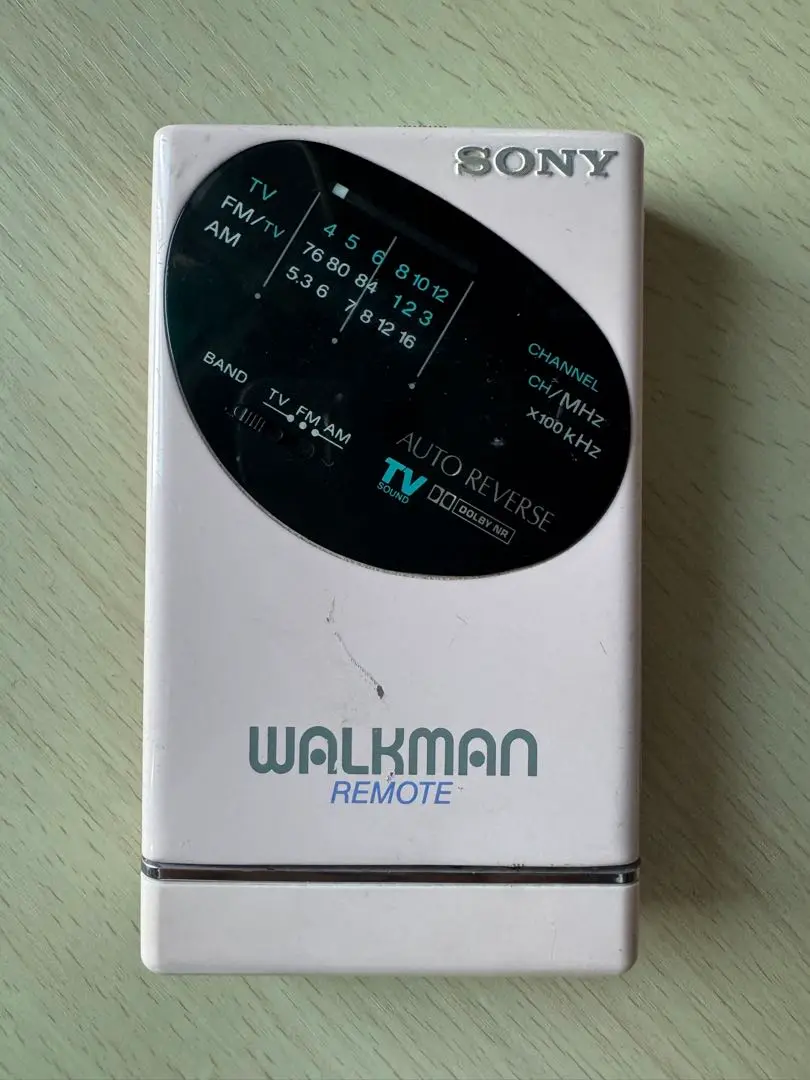 SONY
TV
FM/TV
AM
4 5 6 8 10 12
76 80 84 1 2 3
5.3 6 7 8 12 16
BAND
TV FM AM
CHANNEL
CH/MHz
X100 kHz
AUTO REVERSE
TV
SOUND
DOLBY NR
WALKMAN
REMOTE